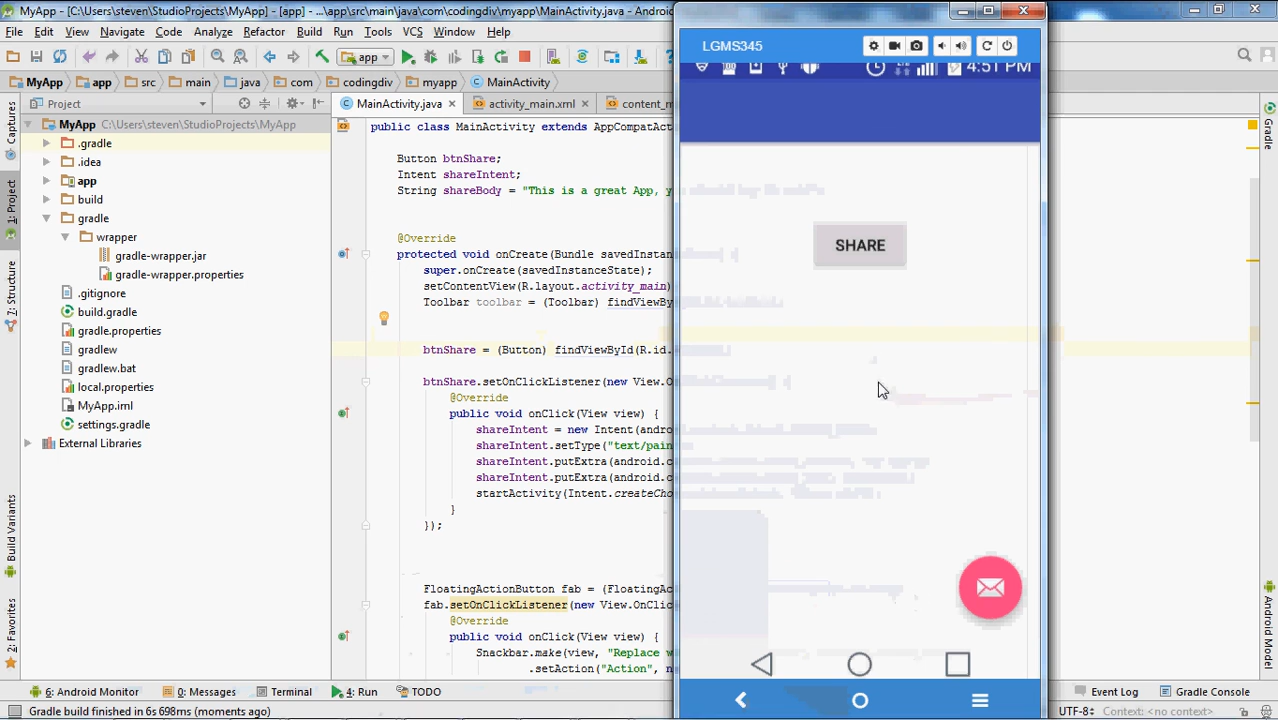 MyApp - [C:\Users\steven\StudioProjects\MyApp] - [app] - ...\app\src\main\java\com\codingdiv\myapp\MainActivity.java - Android
File Edit View Navigate Code Analyze Refactor Build Run Tools VCS Window Help
app
MyApp app src main java com codingdiv myapp MainActivity
Project
MainActivity.java activity_main.xml content_m
MyApp C:\Users\steven\StudioProjects\MyApp
.gradle
.idea
app
build
gradle
wrapper
gradle-wrapper.jar
gradle-wrapper.properties
.gitignore
build.gradle
gradle.properties
gradlew
gradlew.bat
local.properties
MyApp.iml
settings.gradle
External Libraries
Captures
1: Project
7: Structure
Build Variants
2: Favorites
public class MainActivity extends AppCompatAct
Button btnShare;
Intent shareIntent;
String shareBody = "This is a great App, y
@Override
protected void onCreate(Bundle savedInstanc
super.onCreate(savedInstanceState);
setContentView(R.layout.activity_main)
Toolbar toolbar = (Toolbar) findViewBy
btnShare = (Button) findViewById(R.id.
btnShare.setOnClickListener(new View.O
@Override
public void onClick(View view) {
shareIntent = new Intent(androi
shareIntent.setType("text/pain
shareIntent.putExtra(android.c
shareIntent.putExtra(android.c
startActivity(Intent.createCho
}
});
FloatingActionButton fab = (FloatingA
fab.setOnClickListener(new View.OnClic
@Override
public void onClick(View view) {
Snackbar.make(view, "Replace w
.setAction("Action", n
LGMS345
4:51 PM
SHARE
Gradle
Android Model
6: Android Monitor 0: Messages Terminal 4: Run TODO Event Log Gradle Console
Gradle build finished in 6s 698ms (moments ago) UTF-8 Context: <no context>